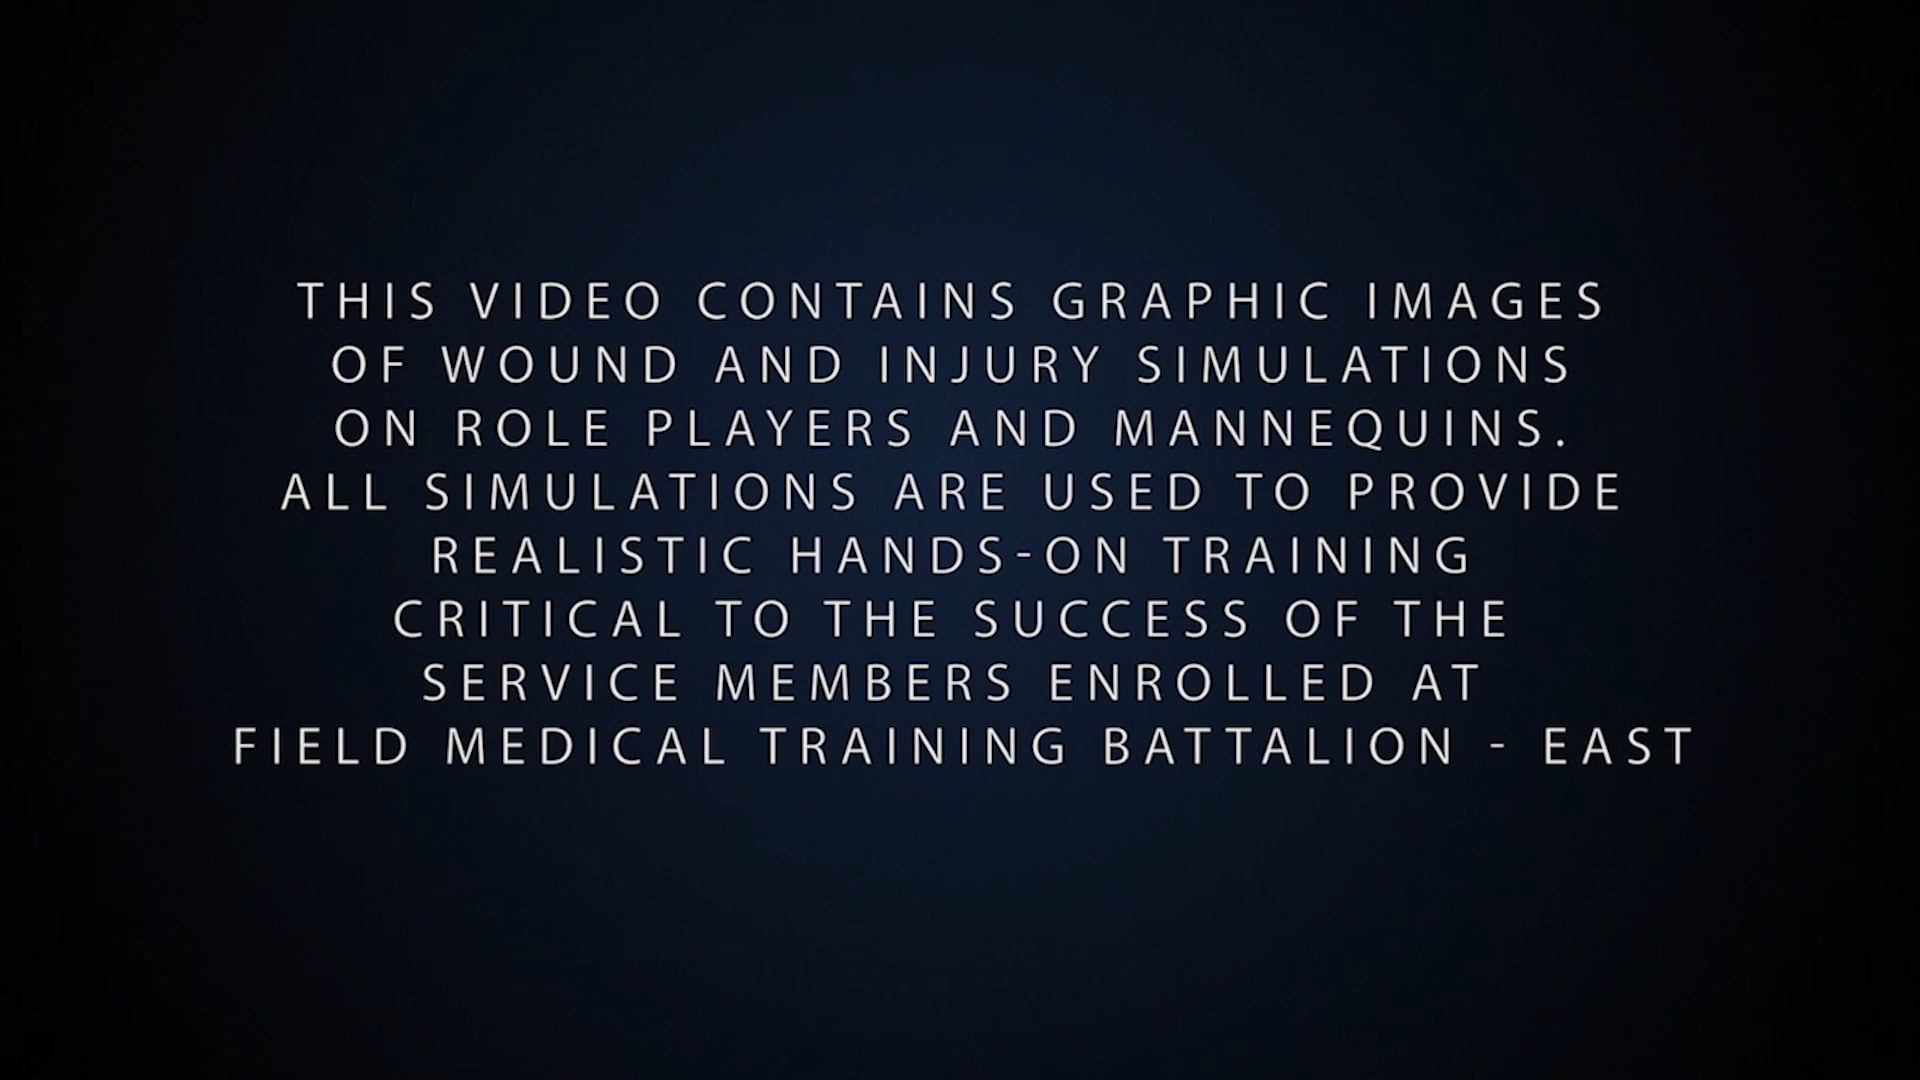 THIS VIDEO CONTAINS GRAPHIC IMAGES
OF WOUND AND INJURY SIMULATIONS
ON ROLE PLAYERS AND MANNEQUINS.
ALL SIMULATIONS ARE USED TO PROVIDE
REALISTIC HANDS-ON TRAINING
CRITICAL TO THE SUCCESS OF THE
SERVICE MEMBERS ENROLLED AT
FIELD MEDICAL TRAINING BATTALION - EAST